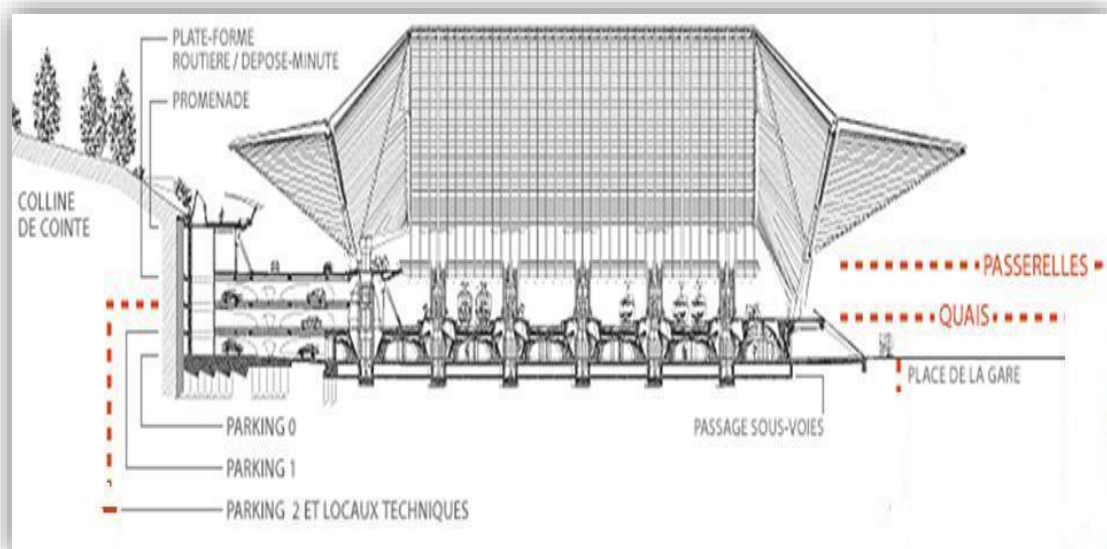 PLATE-FORME
ROUTIERE / DEPOSE-MINUTE
PROMENADE
COLLINE
DE COINTE
PASSERELLES
QUAIS
PLACE DE LA GARE
PASSAGE SOUS-VOIES
PARKING 0
PARKING 1
PARKING 2 ET LOCAUX TECHNIQUES